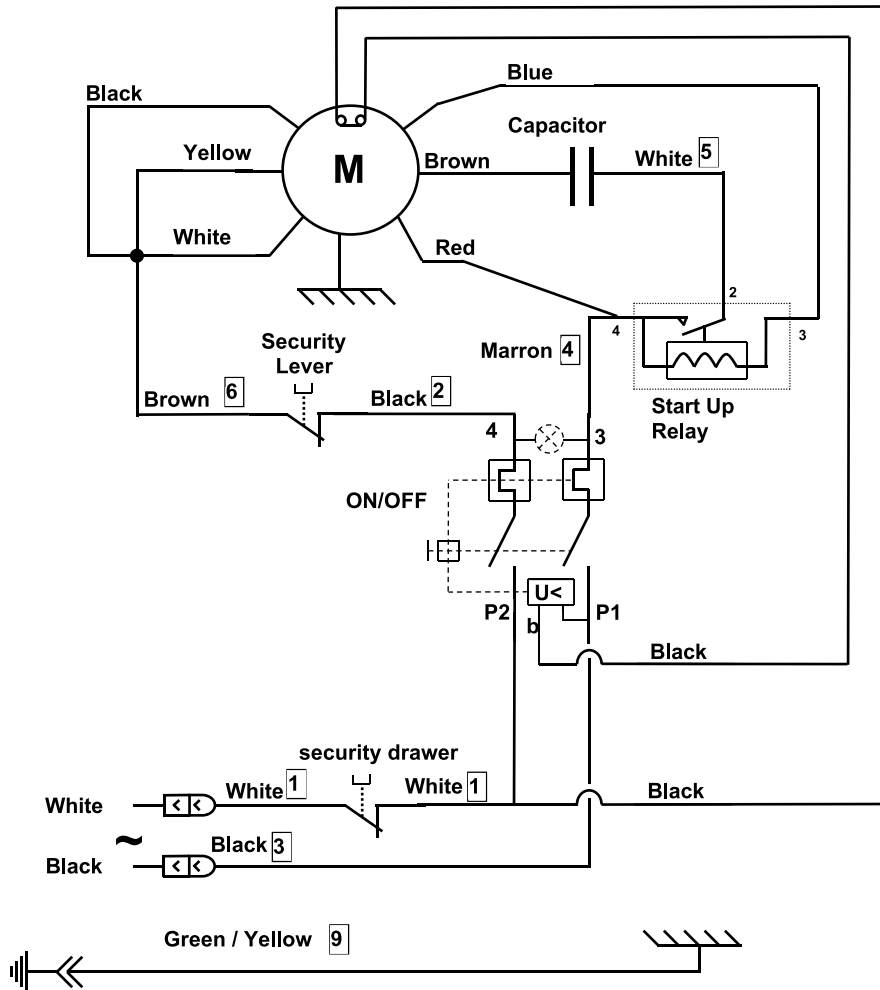 Blue
Black
Capacitor
Yellow
M
Brown
White 5
White
Red
2
4
3
Security
Lever
Marron 4
Brown 6
Black 2
Start Up
Relay
4
3
ON/OFF
U<
P2
P1
b
Black
security drawer
White 1
White 1
White
Black
~
Black 3
Black
Green / Yellow 9